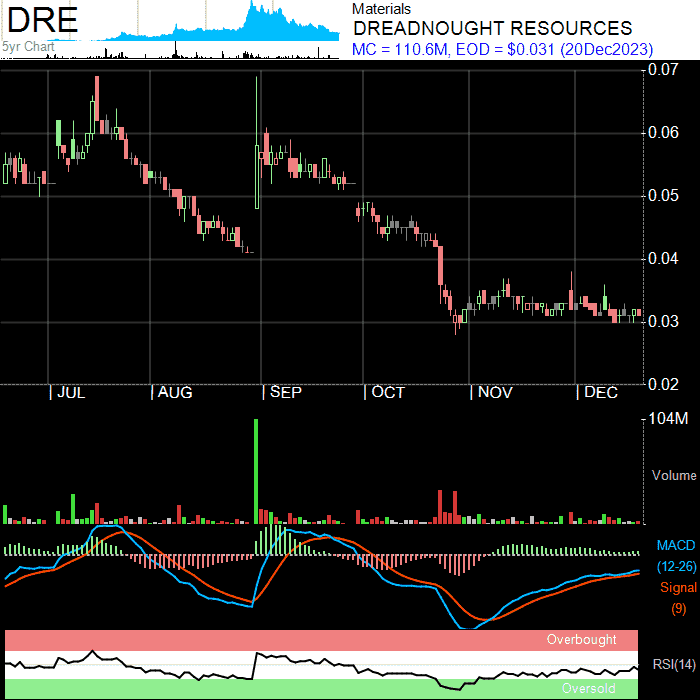 DRE
5yr Chart
Materials
DREADNOUGHT RESOURCES
MC = 110.6M, EOD = $0.031 (20Dec2023)
0.07
0.06
0.05
0.04
0.03
0.02
| JUL | AUG | SEP | OCT | NOV | DEC
104M
Volume
MACD
(12-26)
Signal
(9)
Overbought
RSI(14)
Oversold